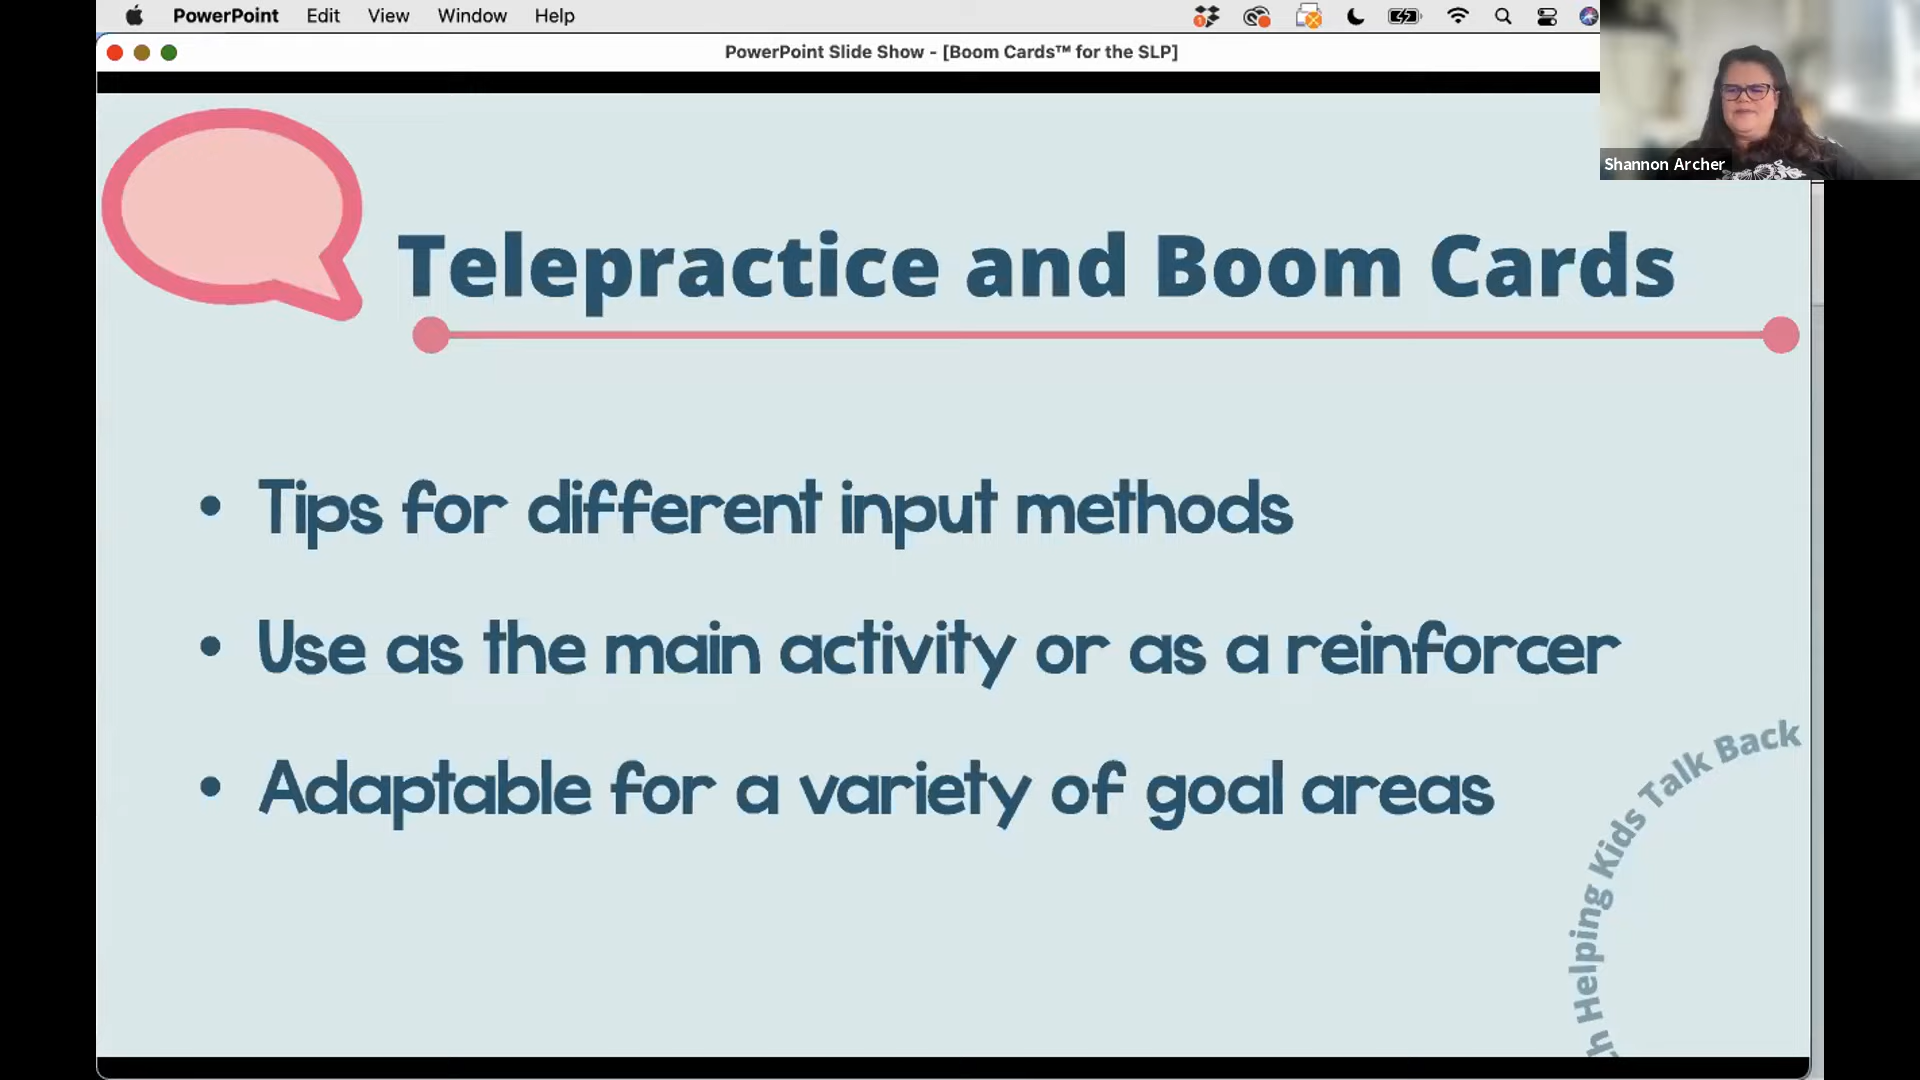 PowerPoint Edit View Window Help
PowerPoint Slide Show - [Boom Cards™ for the SLP]
Shannon Archer
Telepractice and Boom Cards
• Tips for different input methods
• Use as the main activity or as a reinforcer
• Adaptable for a variety of goal areas
h Helping Kids Talk Back